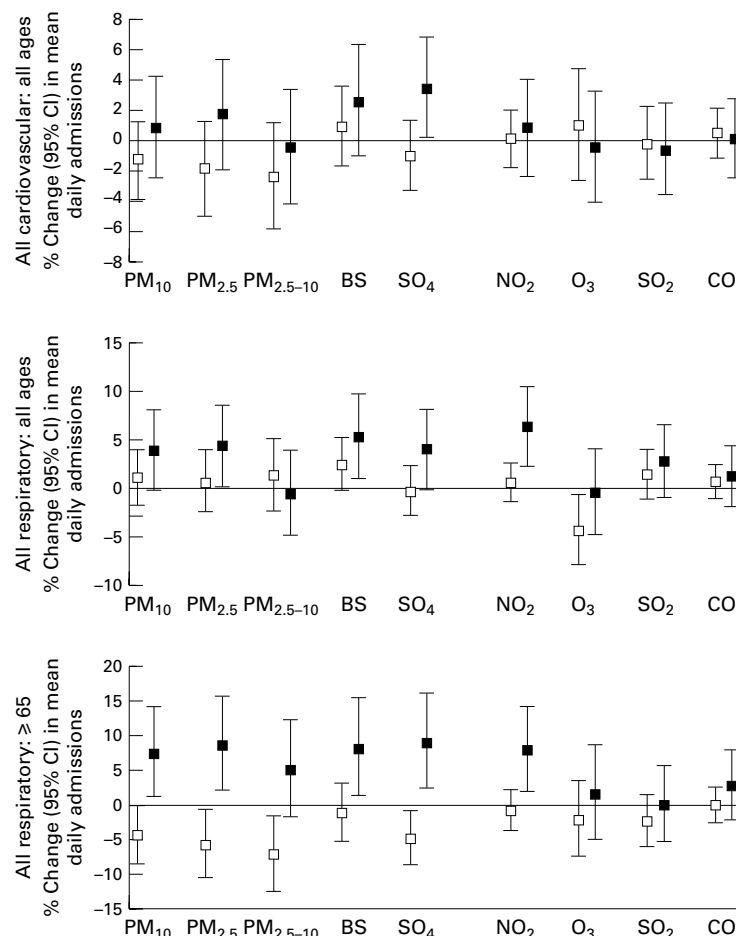 All cardiovascular: all ages
% Change (95% CI) in mean
daily admissions
8
6
4
2
0
–2
–4
–6
–8
PM10 PM2.5 PM2.5–10 BS SO4 NO2 O3 SO2 CO
All respiratory: all ages
% Change (95% CI) in mean
daily admissions
15
10
5
0
–5
–10
PM10 PM2.5 PM2.5–10 BS SO4 NO2 O3 SO2 CO
All respiratory: ≥ 65
% Change (95% CI) in mean
daily admissions
20
15
10
5
0
–5
–10
–15
PM10 PM2.5 PM2.5–10 BS SO4 NO2 O3 SO2 CO